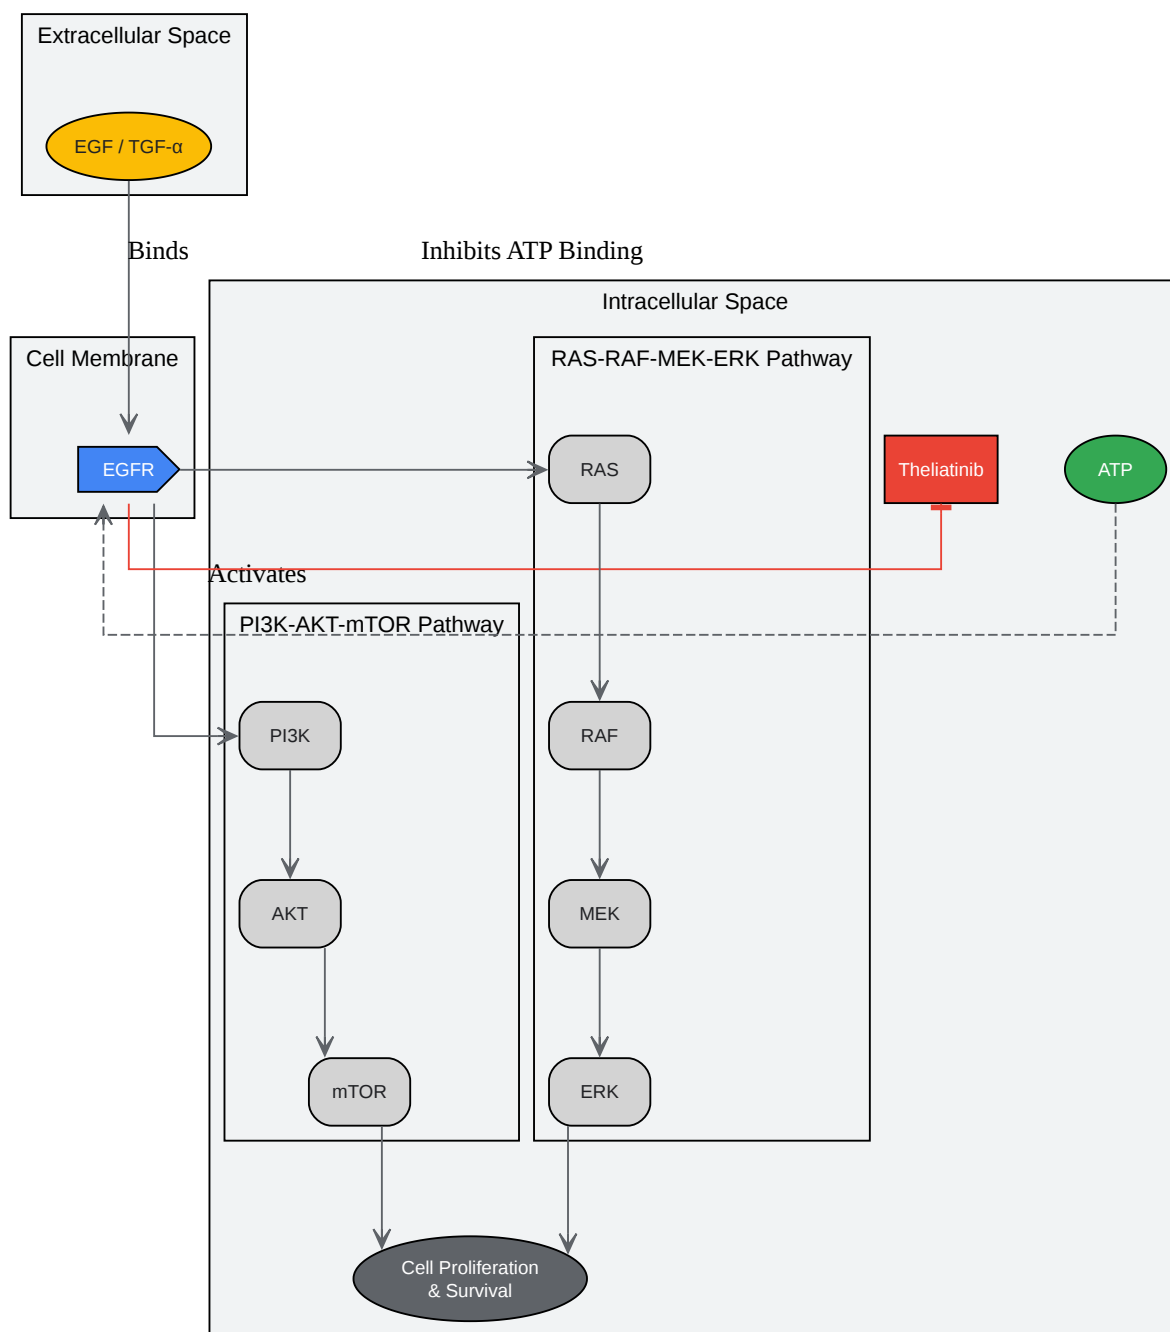 Extracellular Space
EGF / TGF-α
Binds
Inhibits ATP Binding
Intracellular Space
Cell Membrane
RAS-RAF-MEK-ERK Pathway
EGFR
RAS
Theliatinib
ATP
Activates
PI3K-AKT-mTOR Pathway
PI3K
RAF
AKT
MEK
mTOR
ERK
Cell Proliferation
& Survival